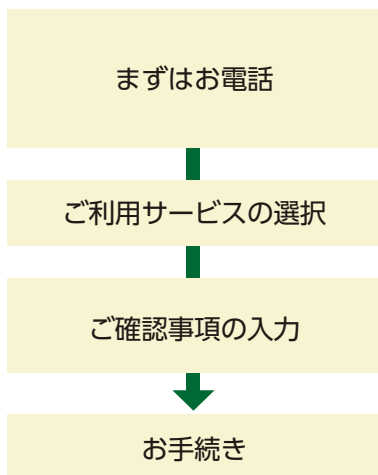 まずはお電話
ご利用サービスの選択
ご確認事項の入力
お手続き